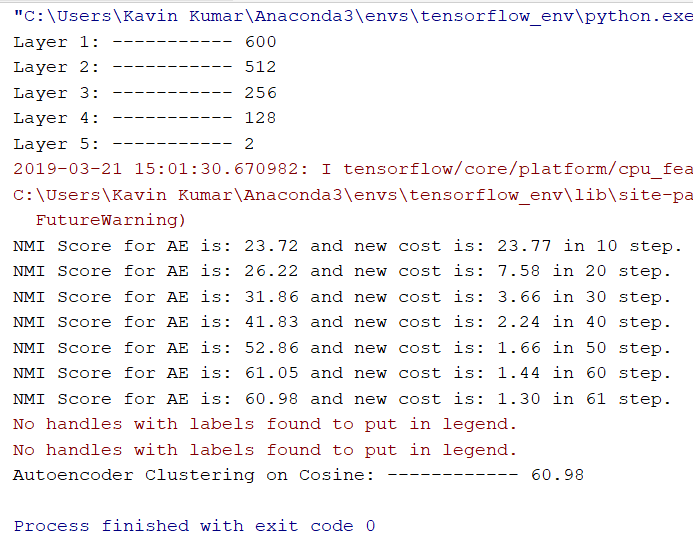 "C:\Users\Kavin Kumar\Anaconda3\envs\tensorflow_env\python.exe
Layer 1: ----------- 600
Layer 2: ----------- 512
Layer 3: ----------- 256
Layer 4: ----------- 128
Layer 5: ----------- 2
2019-03-21 15:01:30.670982: I tensorflow/core/platform/cpu_fea
C:\Users\Kavin Kumar\Anaconda3\envs\tensorflow_env\lib\site-pa
  FutureWarning)
NMI Score for AE is: 23.72 and new cost is: 23.77 in 10 step.
NMI Score for AE is: 26.22 and new cost is: 7.58 in 20 step.
NMI Score for AE is: 31.86 and new cost is: 3.66 in 30 step.
NMI Score for AE is: 41.83 and new cost is: 2.24 in 40 step.
NMI Score for AE is: 52.86 and new cost is: 1.66 in 50 step.
NMI Score for AE is: 61.05 and new cost is: 1.44 in 60 step.
NMI Score for AE is: 60.98 and new cost is: 1.30 in 61 step.
No handles with labels found to put in legend.
No handles with labels found to put in legend.
Autoencoder Clustering on Cosine: ------------ 60.98
Process finished with exit code 0